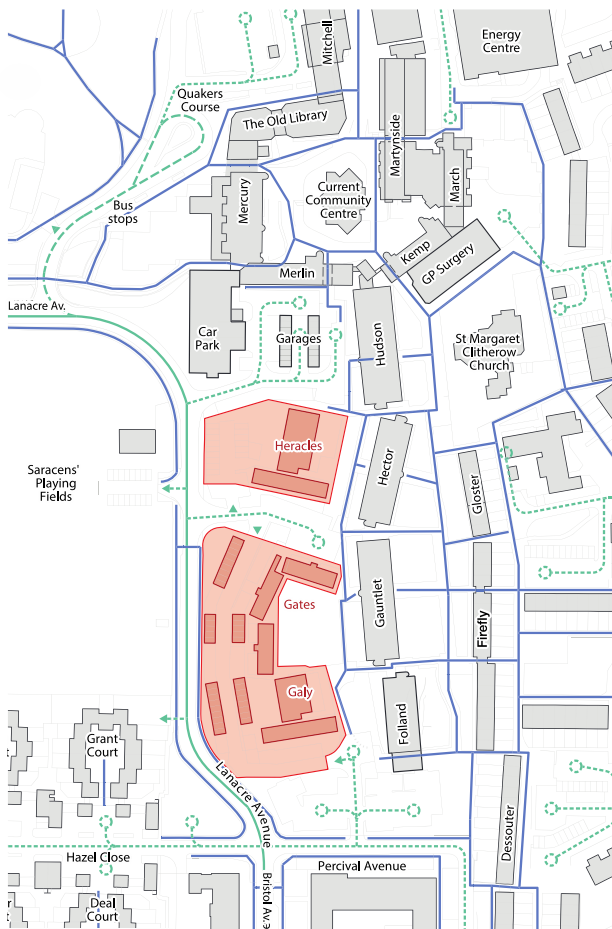 Energy
Centre
Mitchell
Quakers
Course
The Old Library
Martynside
March
Mercury
Current
Community
Centre
Bus
stops
Kemp
GP Surgery
Merlin
Lanacre Av.
Car
Park
Garages
Hudson
St Margaret
Clitherow
Church
Heracles
Hector
Saracens'
Playing
Fields
Gloster
Gauntlet
Gates
Firefly
Galy
Folland
Grant
Court
Lanacre Avenue
Dessouter
Hazel Close
Percival Avenue
Bristol Av.
Deal
Court